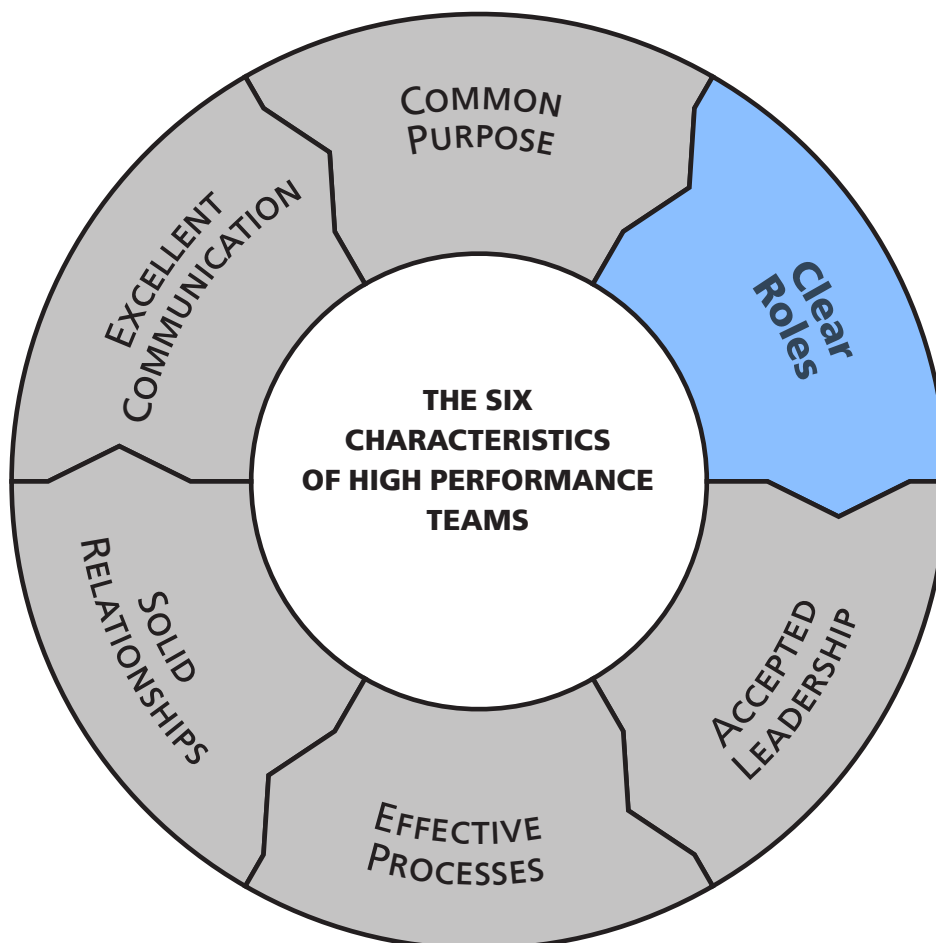 COMMON
PURPOSE
Clear
Roles
ACCEPTED
LEADERSHIP
EFFECTIVE
PROCESSES
SOLID
RELATIONSHIPS
EXCELLENT
COMMUNICATION
THE SIX
CHARACTERISTICS
OF HIGH PERFORMANCE
TEAMS